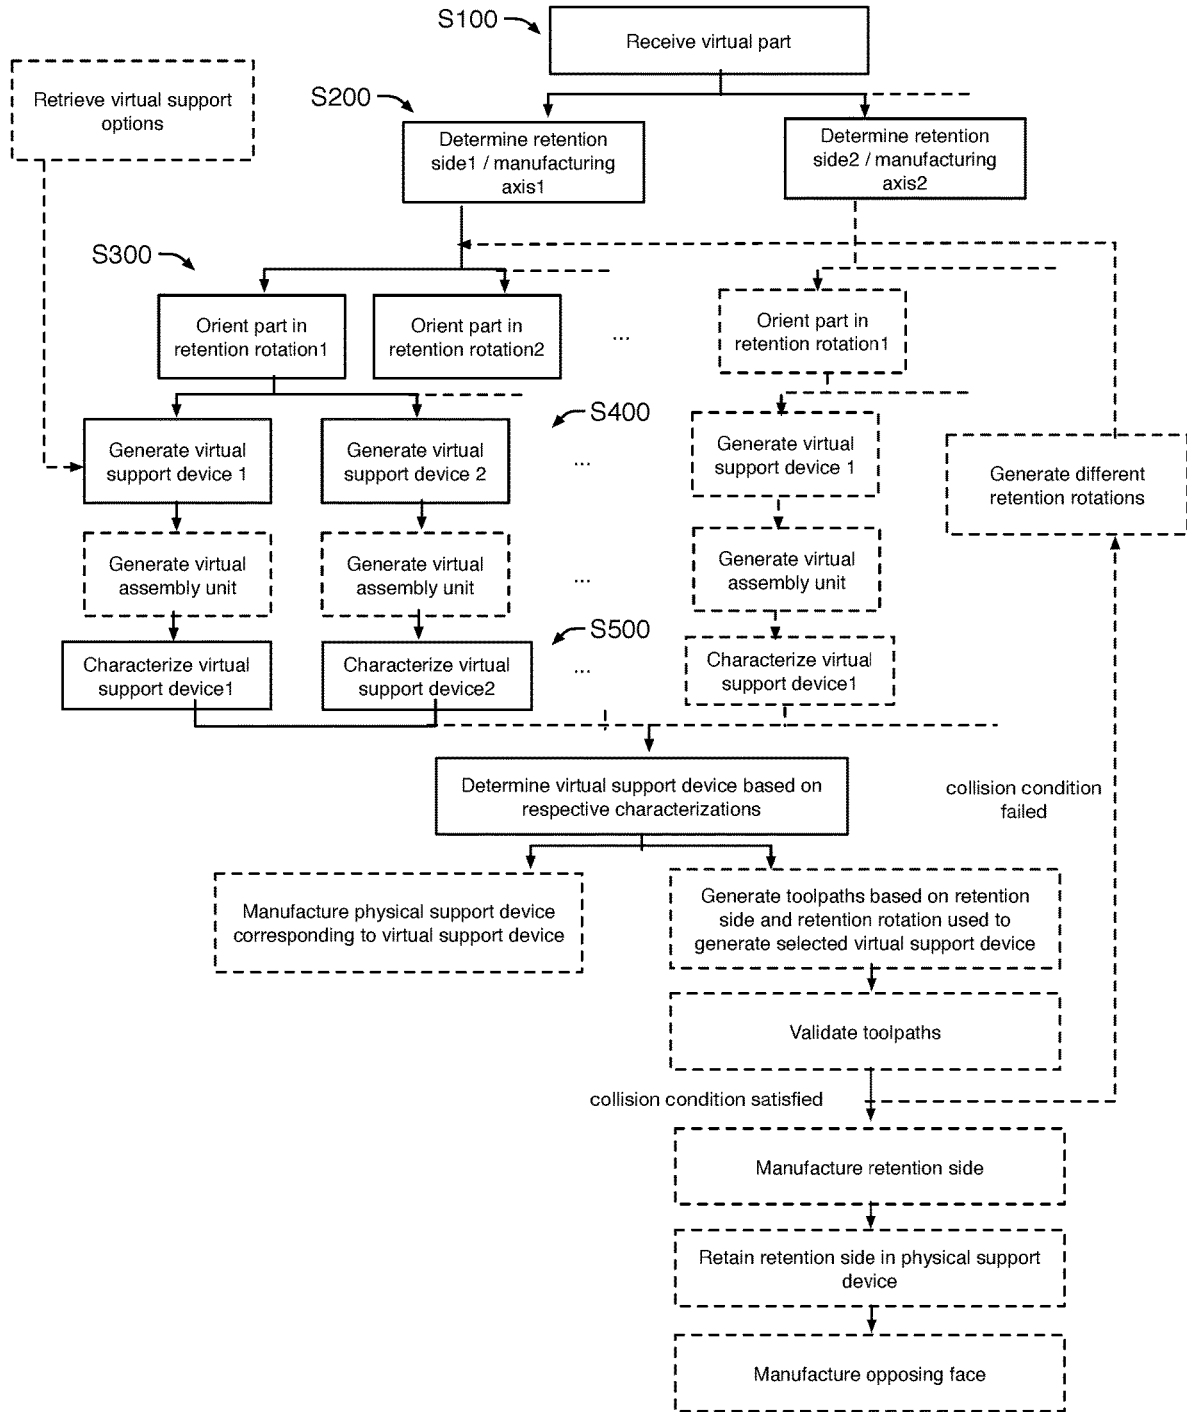 S100
Receive virtual part
Retrieve virtual support
options
S200
Determine retention
side1 / manufacturing
axis1
Determine retention
side2 / manufacturing
axis2
S300
Orient part in
retention rotation1
Orient part in
retention rotation2
...
Orient part in
retention rotation1
S400
Generate virtual
support device 1
Generate virtual
support device 2
...
Generate virtual
support device 1
Generate different
retention rotations
Generate virtual
assembly unit
Generate virtual
assembly unit
...
Generate virtual
assembly unit
S500
Characterize virtual
support device1
Characterize virtual
support device2
...
Characterize virtual
support device1
Determine virtual support device based on
respective characterizations
collision condition
failed
Manufacture physical support device
corresponding to virtual support device
Generate toolpaths based on retention
side and retention rotation used to
generate selected virtual support device
Validate toolpaths
collision condition satisfied
Manufacture retention side
Retain retention side in physical support
device
Manufacture opposing face